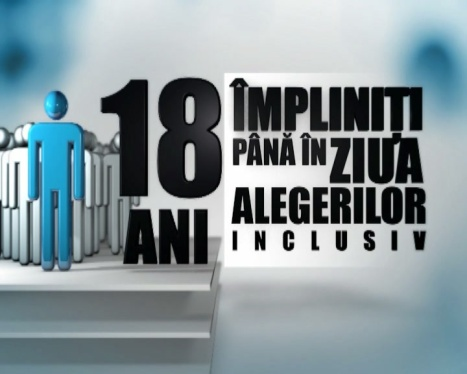 18
ANI
ÎMPLINIȚI
PÂNĂ ÎN ZIUA
ALEGERILOR
INCLUSIV